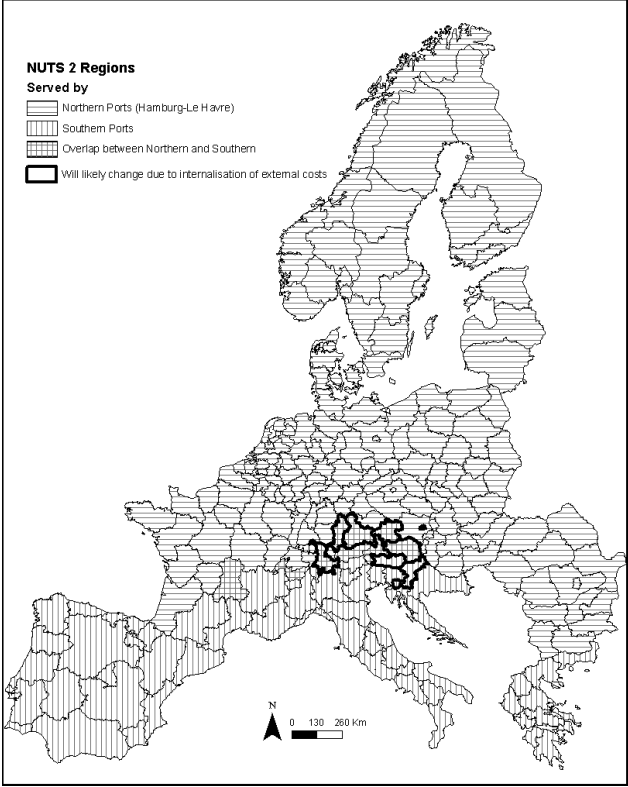 NUTS 2 Regions
Served by
Northern Ports (Hamburg-Le Havre)
Southern Ports
Overlap between Northern and Southern
Will likely change due to internalisation of external costs
N
0 130 260 Km